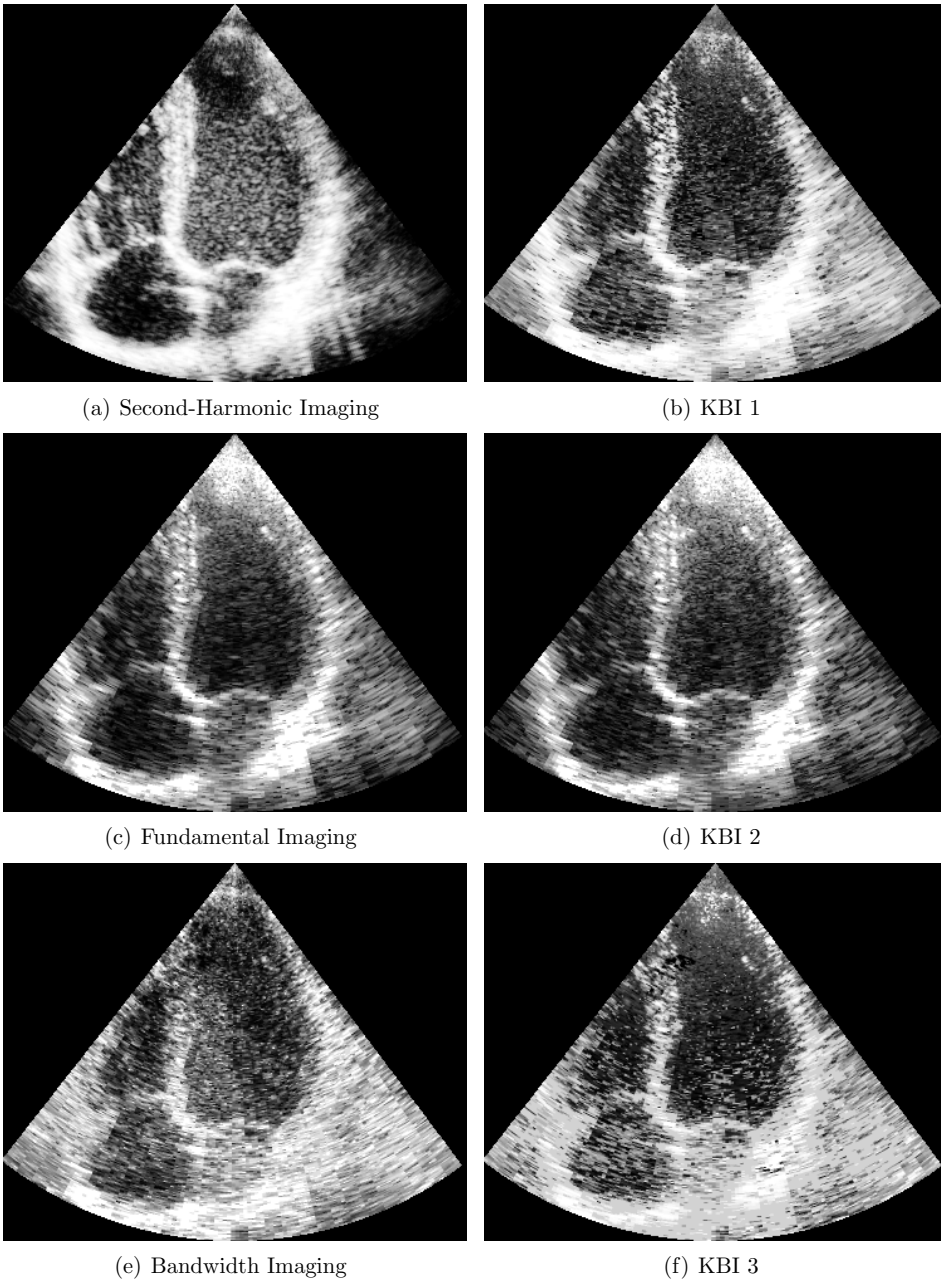 (a) Second-Harmonic Imaging
(b) KBI 1
(c) Fundamental Imaging
(d) KBI 2
(e) Bandwidth Imaging
(f) KBI 3